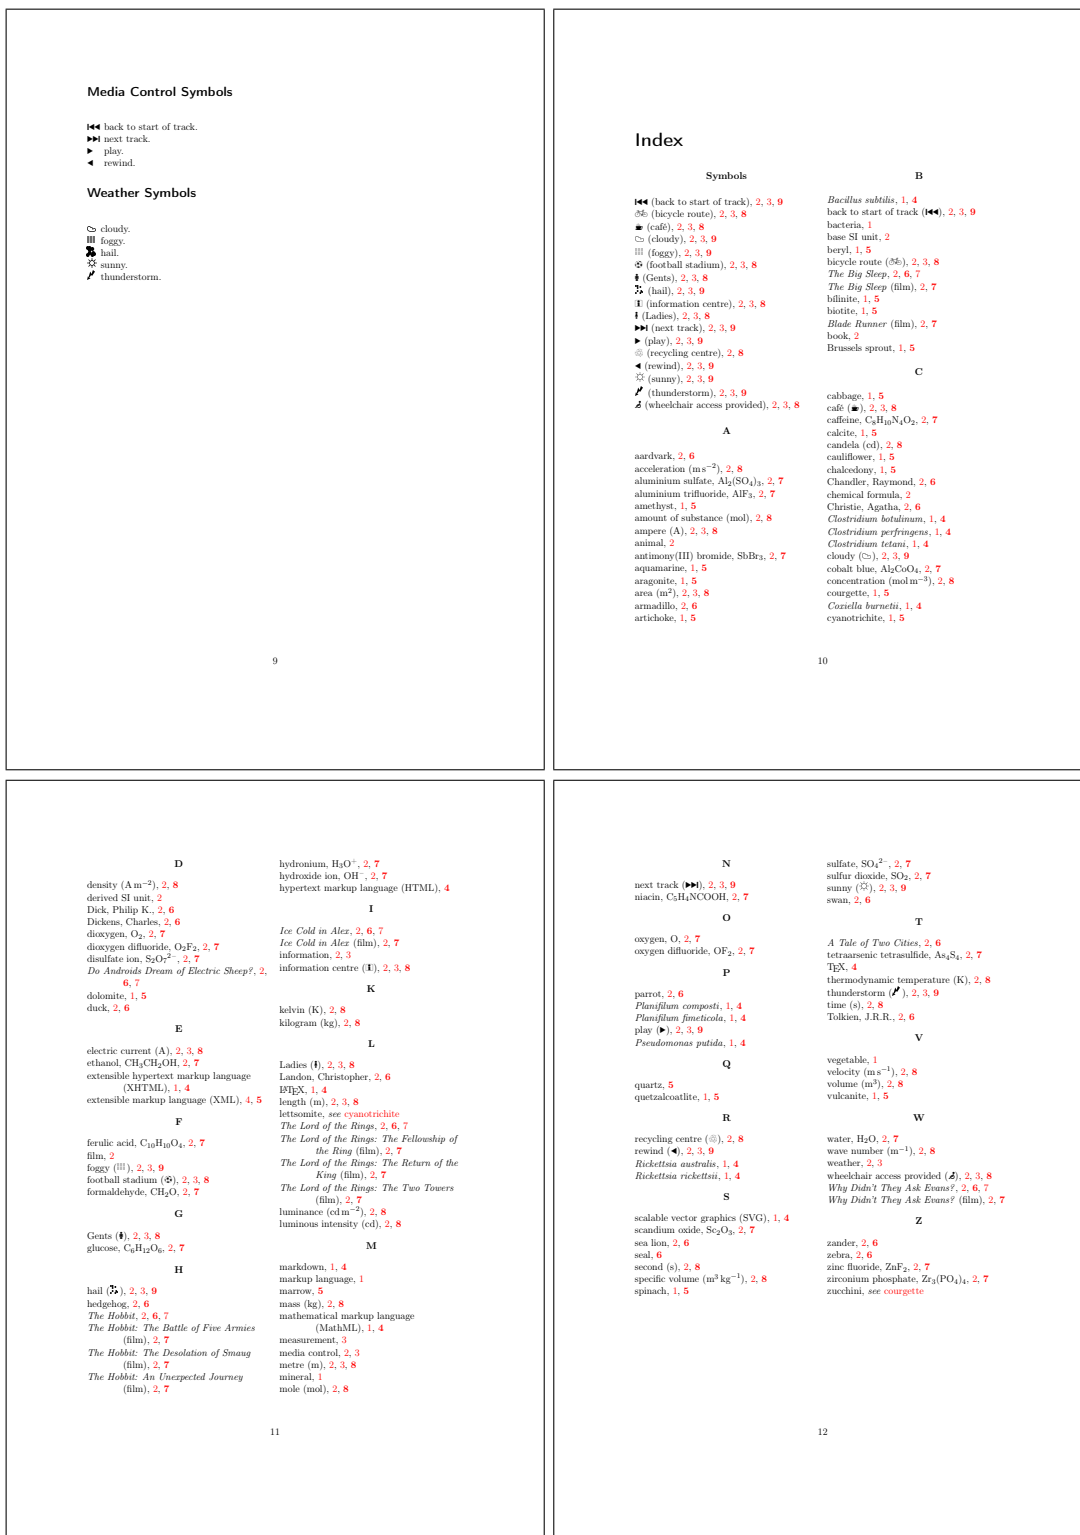 Media Control Symbols
⏮ back to start of track.
⏭ next track.
▶ play.
◀ rewind.
Weather Symbols
cloudy.
foggy.
hail.
sunny.
thunderstorm.
9
Index
Symbols
⏮ (back to start of track), 2, 3, 9
(bicycle route), 2, 3, 8
(café), 2, 3, 8
(cloudy), 2, 3, 9
(foggy), 2, 3, 9
(football stadium), 2, 3, 8
(Gents), 2, 3, 8
(hail), 2, 3, 9
(information centre), 2, 3, 8
(Ladies), 2, 3, 8
⏭ (next track), 2, 3, 9
▶ (play), 2, 3, 9
(recycling centre), 2, 8
◀ (rewind), 2, 3, 9
(sunny), 2, 3, 9
(thunderstorm), 2, 3, 9
(wheelchair access provided), 2, 3, 8
A
aardvark, 2, 6
acceleration (m s⁻²), 2, 8
aluminium sulfate, Al₂(SO₄)₃, 2, 7
aluminium trifluoride, AlF₃, 2, 7
amethyst, 1, 5
amount of substance (mol), 2, 8
ampere (A), 2, 3, 8
animal, 2
antimony(III) bromide, SbBr₃, 2, 7
aquamarine, 1, 5
aragonite, 1, 5
area (m²), 2, 3, 8
armadillo, 2, 6
artichoke, 1, 5
B
Bacillus subtilis, 1, 4
back to start of track (⏮), 2, 3, 9
bacteria, 1
base SI unit, 2
beryl, 1, 5
bicycle route (🚲), 2, 3, 8
The Big Sleep, 2, 6, 7
The Big Sleep (film), 2, 7
bilinite, 1, 5
biotite, 1, 5
Blade Runner (film), 2, 7
book, 2
Brussels sprout, 1, 5
C
cabbage, 1, 5
café (☕), 2, 3, 8
caffeine, C₈H₁₀N₄O₂, 2, 7
calcite, 1, 5
candela (cd), 2, 8
cauliflower, 1, 5
chalcedony, 1, 5
Chandler, Raymond, 2, 6
chemical formula, 2
Christie, Agatha, 2, 6
Clostridium botulinum, 1, 4
Clostridium perfringens, 1, 4
Clostridium tetani, 1, 4
cloudy (☁), 2, 3, 9
cobalt blue, Al₂CoO₄, 2, 7
concentration (mol m⁻³), 2, 8
courgette, 1, 5
Coxiella burnetii, 1, 4
cyanotrichite, 1, 5
10
D
density (A m⁻²), 2, 8
derived SI unit, 2
Dick, Philip K., 2, 6
Dickens, Charles, 2, 6
dioxygen, O₂, 2, 7
dioxygen difluoride, O₂F₂, 2, 7
disulfate ion, S₂O₇²⁻, 2, 7
Do Androids Dream of Electric Sheep?, 2,
6, 7
dolomite, 1, 5
duck, 2, 6
E
electric current (A), 2, 3, 8
ethanol, CH₃CH₂OH, 2, 7
extensible hypertext markup language
(XHTML), 1, 4
extensible markup language (XML), 4, 5
F
ferulic acid, C₁₀H₁₀O₄, 2, 7
film, 2
foggy (🌫), 2, 3, 9
football stadium (⚽), 2, 3, 8
formaldehyde, CH₂O, 2, 7
G
Gents (🚹), 2, 3, 8
glucose, C₆H₁₂O₆, 2, 7
H
hail (), 2, 3, 9
hedgehog, 2, 6
The Hobbit, 2, 6, 7
The Hobbit: The Battle of Five Armies
(film), 2, 7
The Hobbit: The Desolation of Smaug
(film), 2, 7
The Hobbit: An Unexpected Journey
(film), 2, 7
hydronium, H₃O⁺, 2, 7
hydroxide ion, OH⁻, 2, 7
hypertext markup language (HTML), 4
I
Ice Cold in Alex, 2, 6, 7
Ice Cold in Alex (film), 2, 7
information, 2, 3
information centre (ℹ), 2, 3, 8
K
kelvin (K), 2, 8
kilogram (kg), 2, 8
L
Ladies (🚺), 2, 3, 8
Landon, Christopher, 2, 6
LATEX, 1, 4
length (m), 2, 3, 8
lettsomite, see cyanotrichite
The Lord of the Rings, 2, 6, 7
The Lord of the Rings: The Fellowship of
the Ring (film), 2, 7
The Lord of the Rings: The Return of the
King (film), 2, 7
The Lord of the Rings: The Two Towers
(film), 2, 7
luminance (cd m⁻²), 2, 8
luminous intensity (cd), 2, 8
M
markdown, 1, 4
markup language, 1
marrow, 5
mass (kg), 2, 8
mathematical markup language
(MathML), 1, 4
measurement, 3
media control, 2, 3
metre (m), 2, 3, 8
mineral, 1
mole (mol), 2, 8
11
N
next track (⏭), 2, 3, 9
niacin, C₅H₄NCOOH, 2, 7
O
oxygen, O, 2, 7
oxygen difluoride, OF₂, 2, 7
P
parrot, 2, 6
Planifilum composti, 1, 4
Planifilum fimeticola, 1, 4
play (▶), 2, 3, 9
Pseudomonas putida, 1, 4
Q
quartz, 5
quetzalcoatlite, 1, 5
R
recycling centre (♲), 2, 8
rewind (◀), 2, 3, 9
Rickettsia australis, 1, 4
Rickettsia rickettsii, 1, 4
S
scalable vector graphics (SVG), 1, 4
scandium oxide, Sc₂O₃, 2, 7
sea lion, 2, 6
seal, 6
second (s), 2, 8
specific volume (m³ kg⁻¹), 2, 8
spinach, 1, 5
sulfate, SO₄²⁻, 2, 7
sulfur dioxide, SO₂, 2, 7
sunny (☼), 2, 3, 9
swan, 2, 6
T
A Tale of Two Cities, 2, 6
tetraarsenic tetrasulfide, As₄S₄, 2, 7
TEX, 4
thermodynamic temperature (K), 2, 8
thunderstorm (), 2, 3, 9
time (s), 2, 8
Tolkien, J.R.R., 2, 6
V
vegetable, 1
velocity (m s⁻¹), 2, 8
volume (m³), 2, 8
vulcanite, 1, 5
W
water, H₂O, 2, 7
wave number (m⁻¹), 2, 8
weather, 2, 3
wheelchair access provided (♿), 2, 3, 8
Why Didn't They Ask Evans?, 2, 6, 7
Why Didn't They Ask Evans? (film), 2, 7
Z
zander, 2, 6
zebra, 2, 6
zinc fluoride, ZnF₂, 2, 7
zirconium phosphate, Zr₃(PO₄)₄, 2, 7
zucchini, see courgette
12